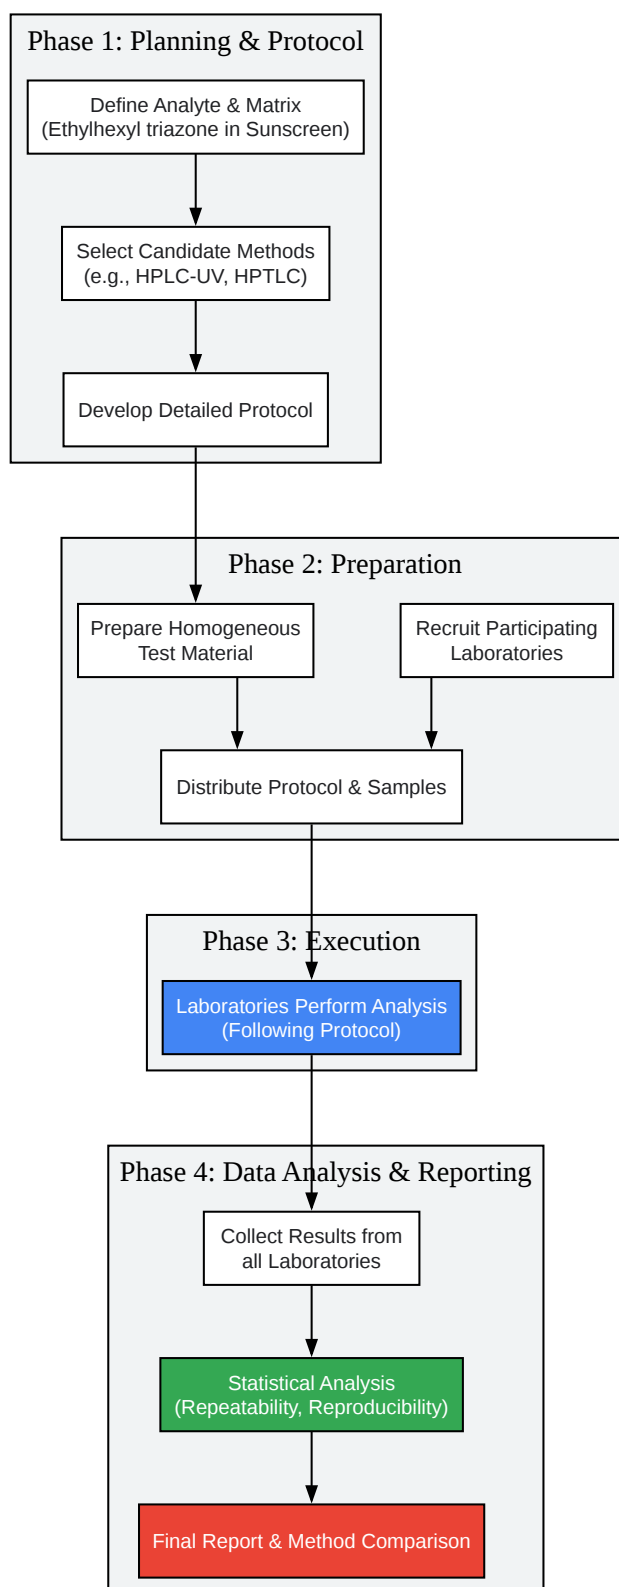 Phase 1: Planning & Protocol
Define Analyte & Matrix
(Ethylhexyl triazone in Sunscreen)
Select Candidate Methods
(e.g., HPLC-UV, HPTLC)
Develop Detailed Protocol
Phase 2: Preparation
Prepare Homogeneous
Test Material
Recruit Participating
Laboratories
Distribute Protocol & Samples
Phase 3: Execution
Laboratories Perform Analysis
(Following Protocol)
Phase 4: Data Analysis & Reporting
Collect Results from
all Laboratories
Statistical Analysis
(Repeatability, Reproducibility)
Final Report & Method Comparison